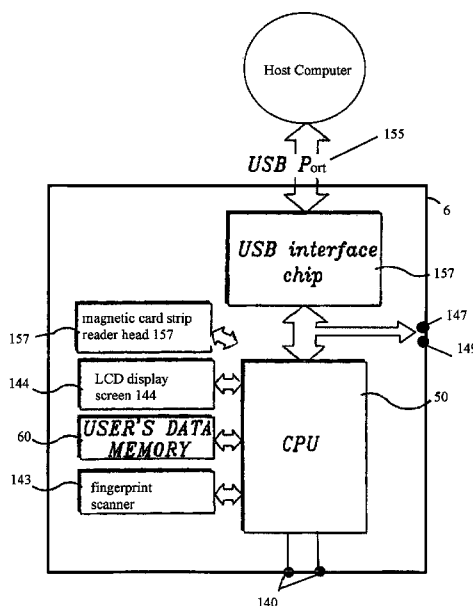 Host Computer
155
USB Port
6
USB interface
chip
157
147
149
magnetic card strip
reader head 157
157
144
LCD display
screen 144
50
60
USER'S DATA
MEMORY
CPU
143
fingerprint
scanner
140